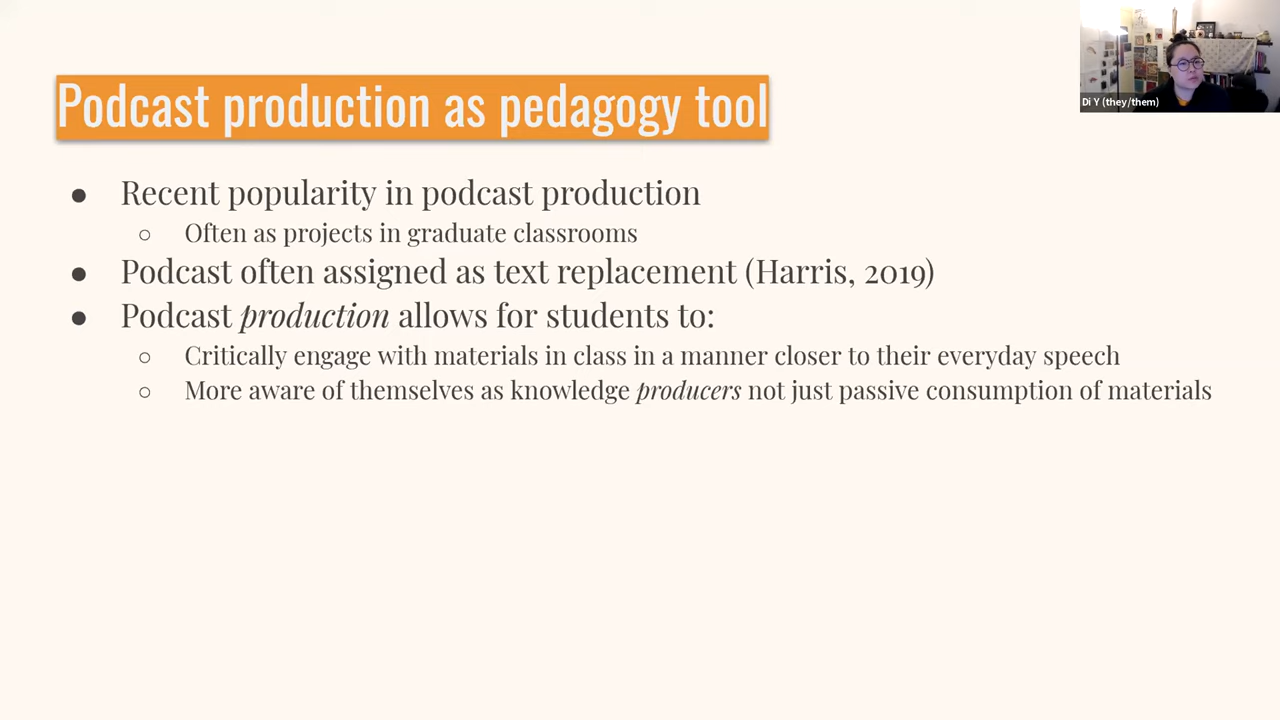 Podcast production as pedagogy tool
Di Y (they/them)
● Recent popularity in podcast production
○ Often as projects in graduate classrooms
● Podcast often assigned as text replacement (Harris, 2019)
● Podcast production allows for students to:
○ Critically engage with materials in class in a manner closer to their everyday speech
○ More aware of themselves as knowledge producers not just passive consumption of materials